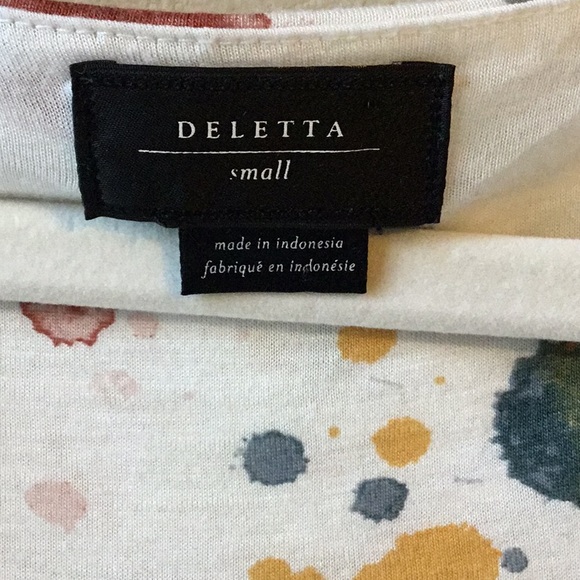 DELETTA
small
made in indonesia
fabriqué en indonésie